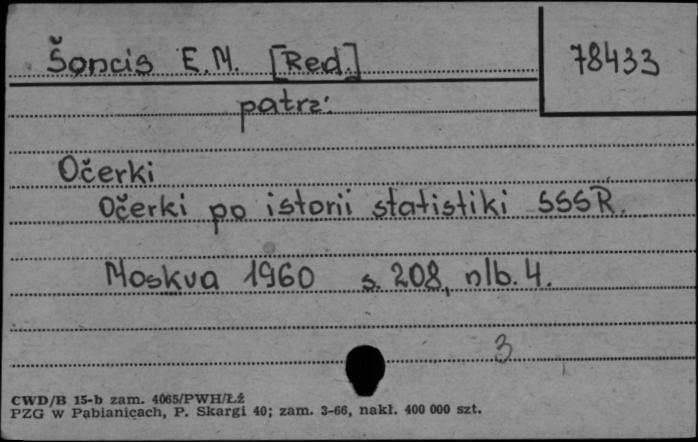 Šoncis E.M. [Red.]
78433
patrz:
Očerki
Očerki po istorii statistiki SSSR.
Moskva 1960 s. 208, nlb. 4.
3
CWD/B 15-b zam. 4065/PWH/Łź
PZG w Pabianicach, P. Skargi 40; zam. 3-66, nakł. 400 000 szt.